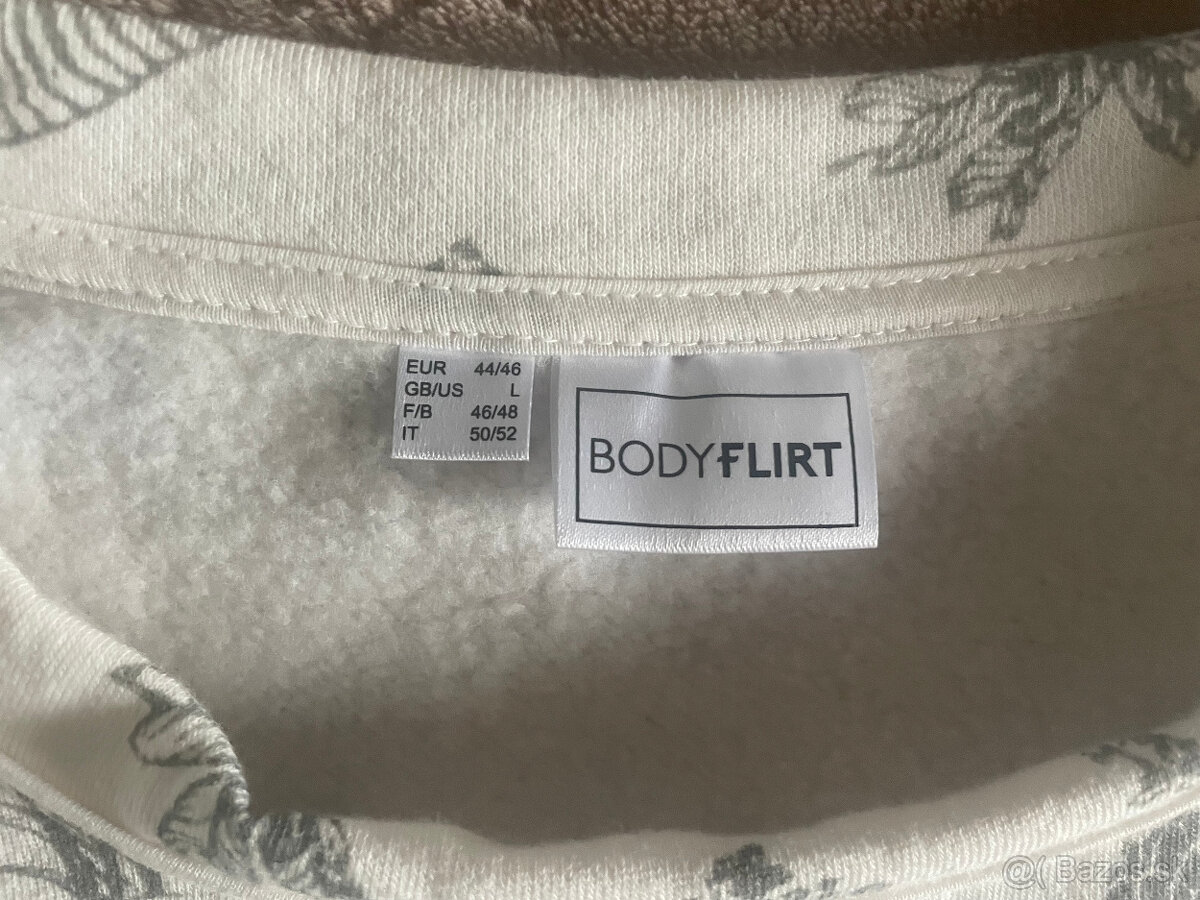 EUR 44/46
GB/US L
F/B 46/48
IT 50/52
BODYFLIRT
@( Bazos.sk